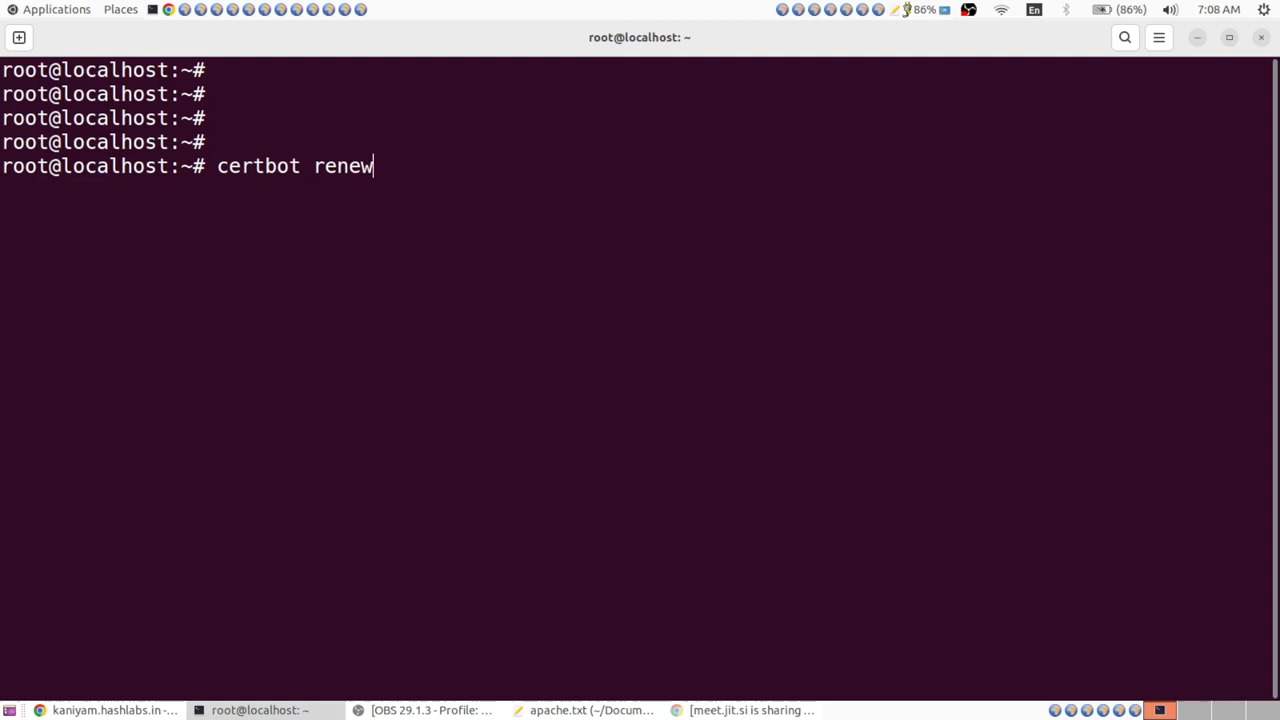 Applications Places 86% En (86%) 7:08 AM
root@localhost: ~
root@localhost:~#
root@localhost:~#
root@localhost:~#
root@localhost:~#
root@localhost:~# certbot renew
kaniyam.hashlabs.in -... root@localhost: ~ [OBS 29.1.3 - Profile: ... apache.txt (~/Docum... [meet.jit.si is sharing ...